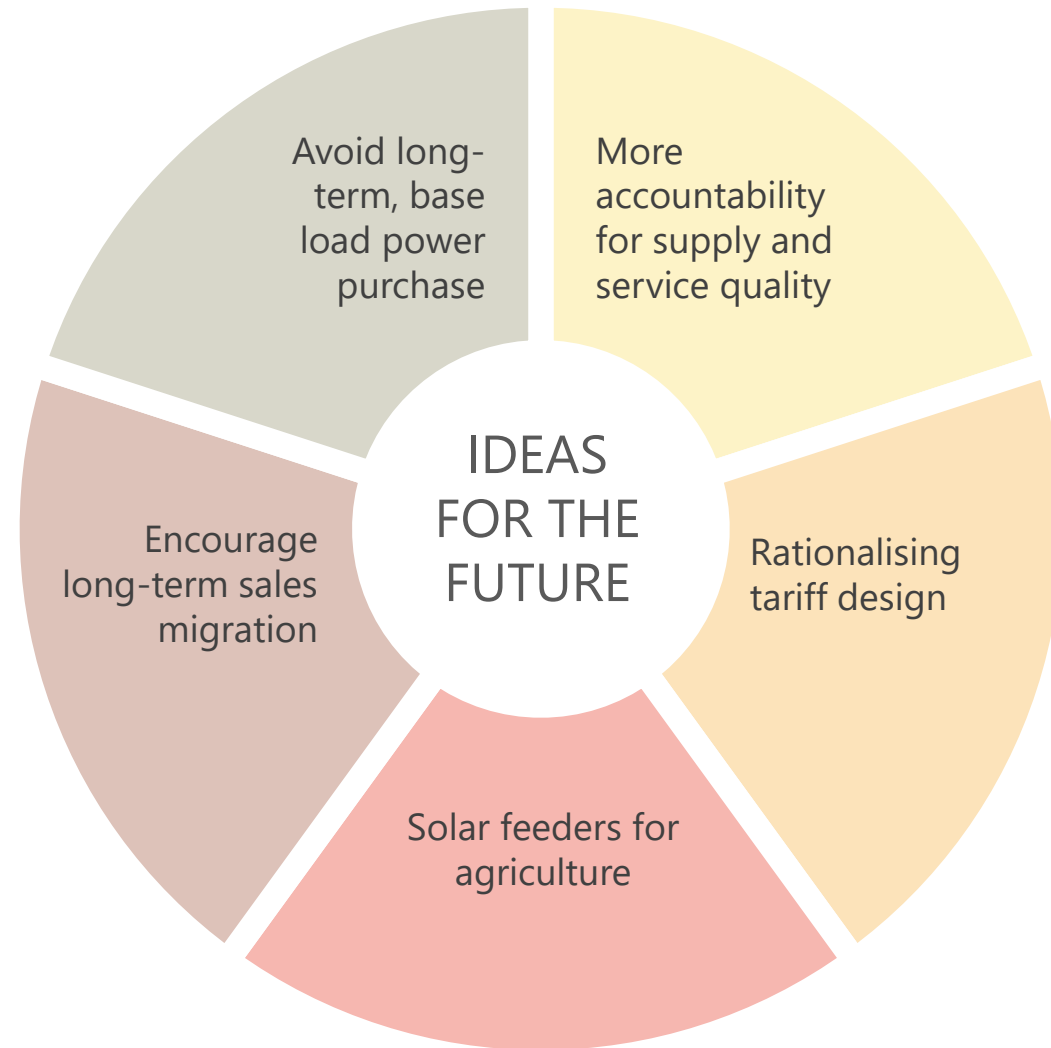 IDEAS
FOR THE
FUTURE
More
accountability
for supply and
service quality
Rationalising
tariff design
Solar feeders for
agriculture
Encourage
long-term sales
migration
Avoid long-
term, base
load power
purchase